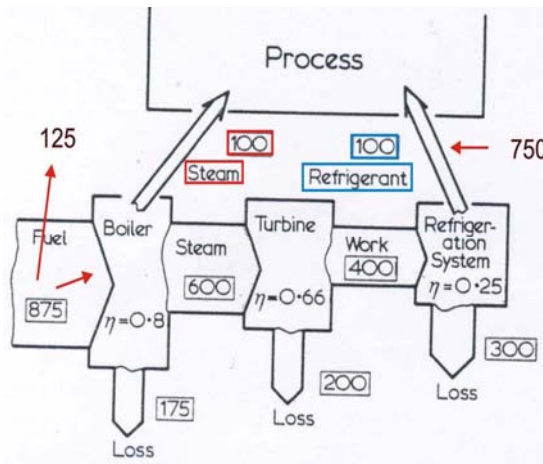 Process
125
100
100
750
Steam
Refrigerant
Fuel
Boiler
Steam
Turbine
Work
Refriger-
ation
System
600
400
875
η=0·8
η=0·66
η=0·25
175
200
300
Loss
Loss
Loss